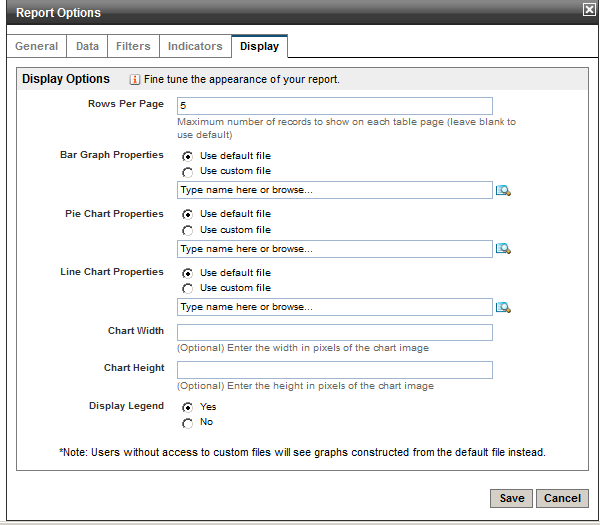 Report Options
General Data Filters Indicators Display
Display Options Fine tune the appearance of your report.
Rows Per Page 5
Maximum number of records to show on each table page (leave blank to
use default)
Bar Graph Properties Use default file
Use custom file
Type name here or browse...
Pie Chart Properties Use default file
Use custom file
Type name here or browse...
Line Chart Properties Use default file
Use custom file
Type name here or browse...
Chart Width
(Optional) Enter the width in pixels of the chart image
Chart Height
(Optional) Enter the height in pixels of the chart image
Display Legend Yes
No
*Note: Users without access to custom files will see graphs constructed from the default file instead.
Save Cancel